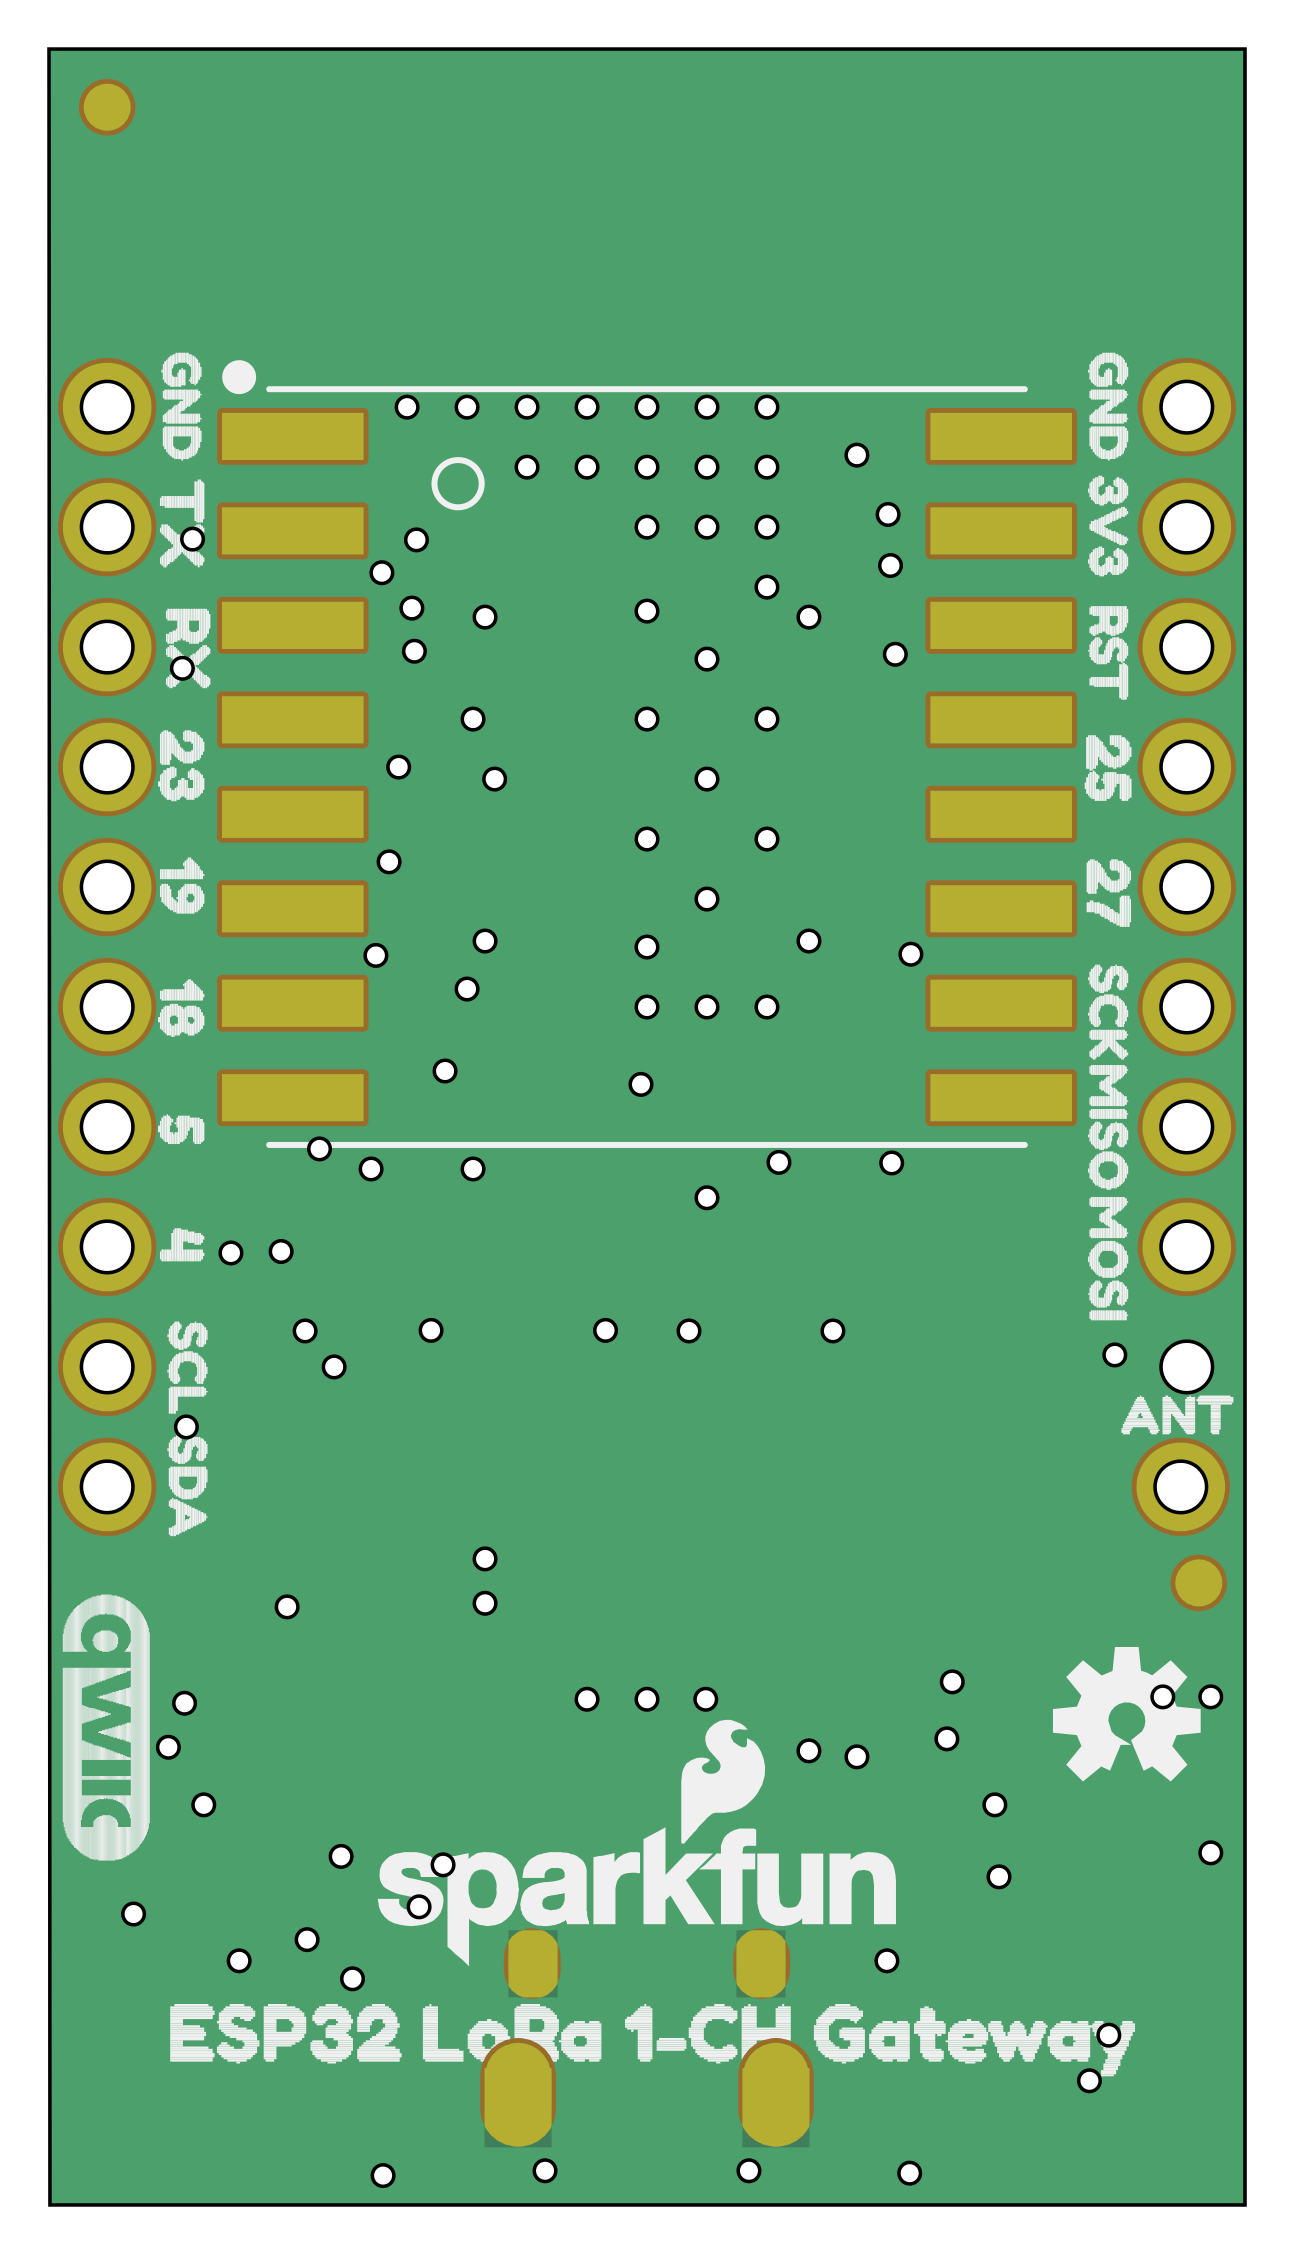 GND
TX
RX
23
19
18
5
4
SCL
SDA
GND
3V3
RST
25
27
SCK
MISO
MOSI
ANT
qwiic
sparkfun
ESP32 LoRa 1-CH Gateway